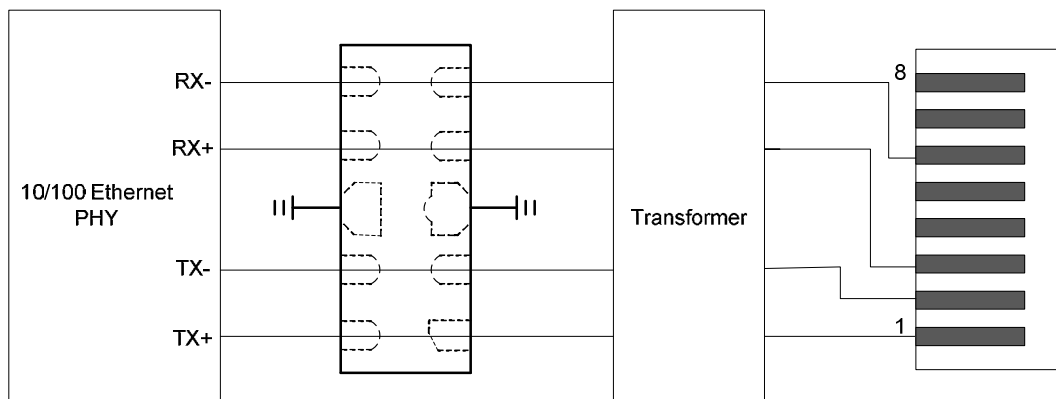 RX-
RX+
10/100 Ethernet
PHY
TX-
TX+
Transformer
8
1